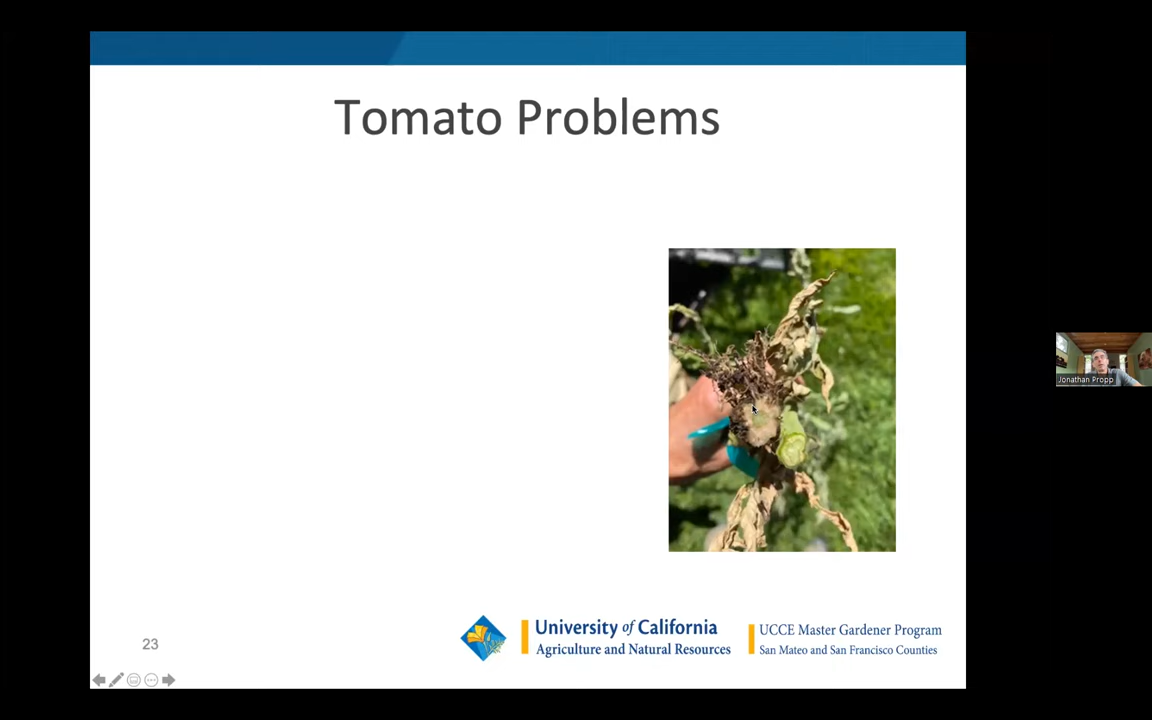 Tomato Problems
Jonathan Propp
23
University of California
Agriculture and Natural Resources
UCCE Master Gardener Program
San Mateo and San Francisco Counties